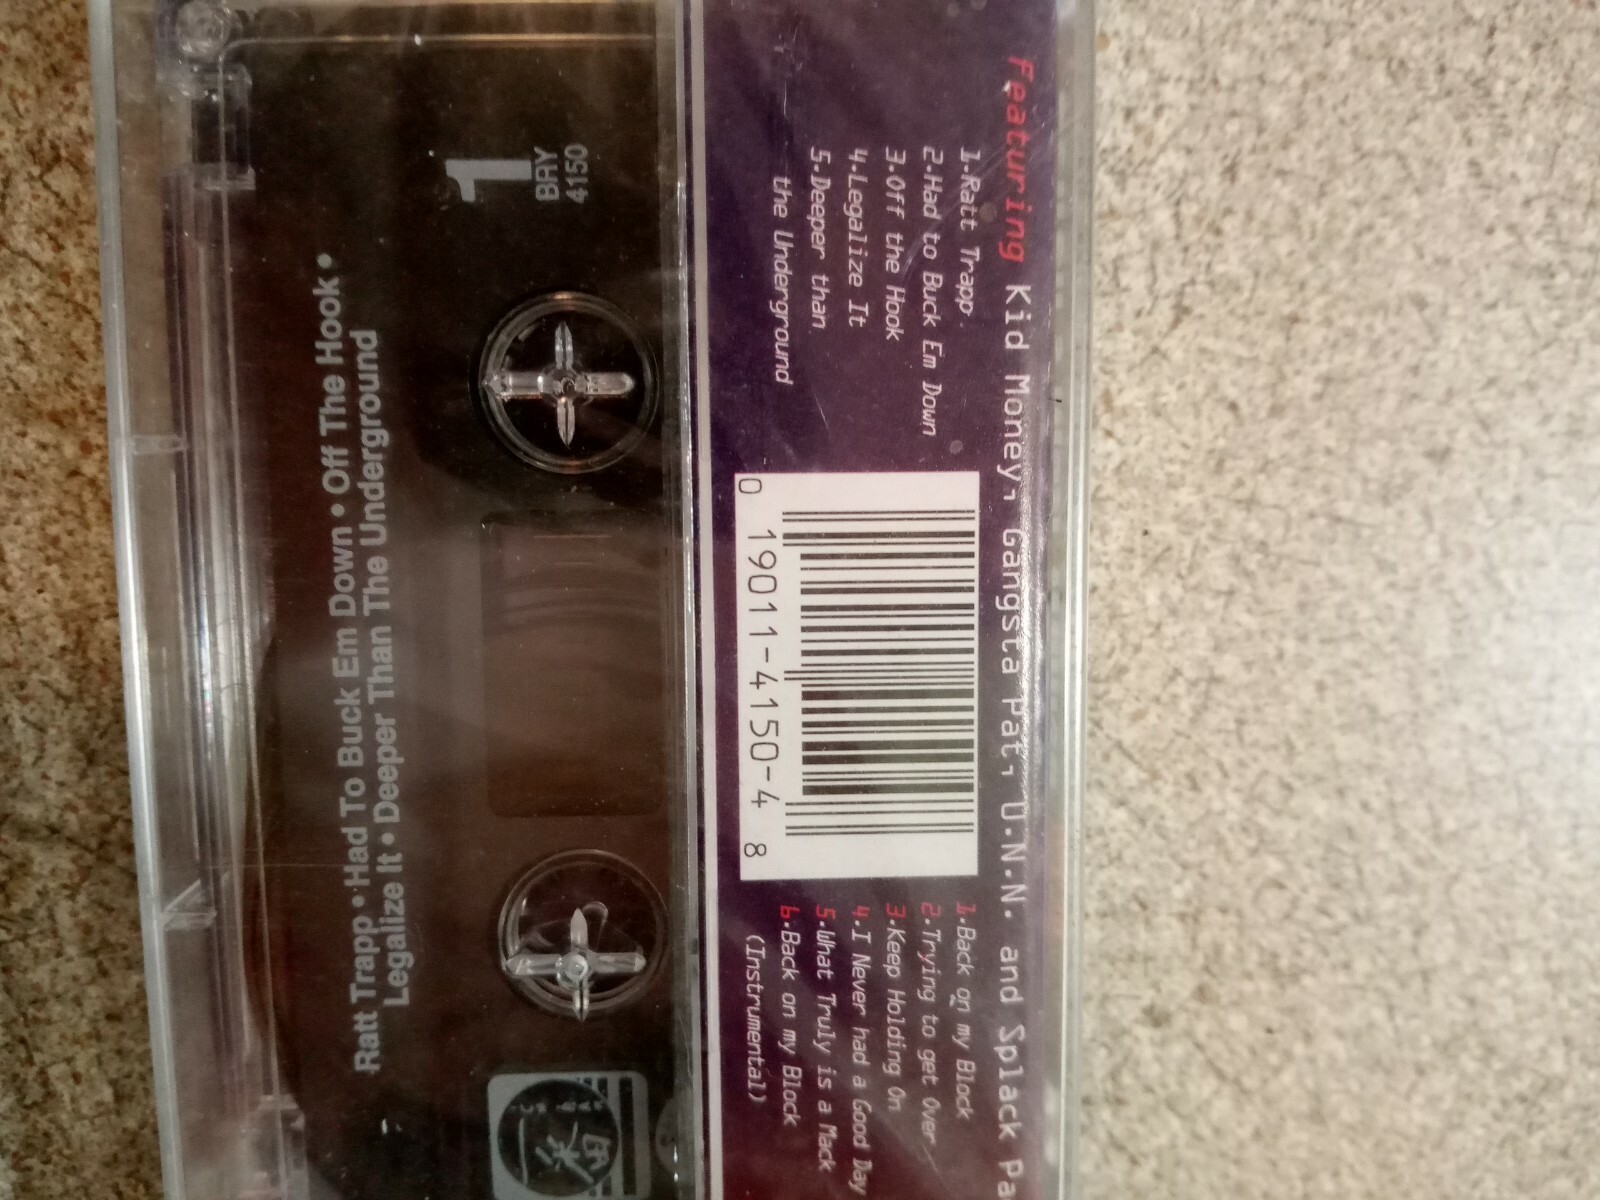 Featuring Kid Money, Gangsta Pat, U.N.N. and Splack Pa
1.Ratt Trapp
2.Had to Buck Em Down
3.Off the Hook
4.Legalize It
5.Deeper than
the Underground
0 19011-4150-4 8
1.Back on my Block
2.Trying to get Over
3.Keep Holding On
4.I Never had a Good Day
5.What Truly is a Mack
6.Back on my Block
(Instrumental)
1
BRY
4150
Ratt Trapp • Had To Buck Em Down • Off The Hook •
Legalize It • Deeper Than The Underground